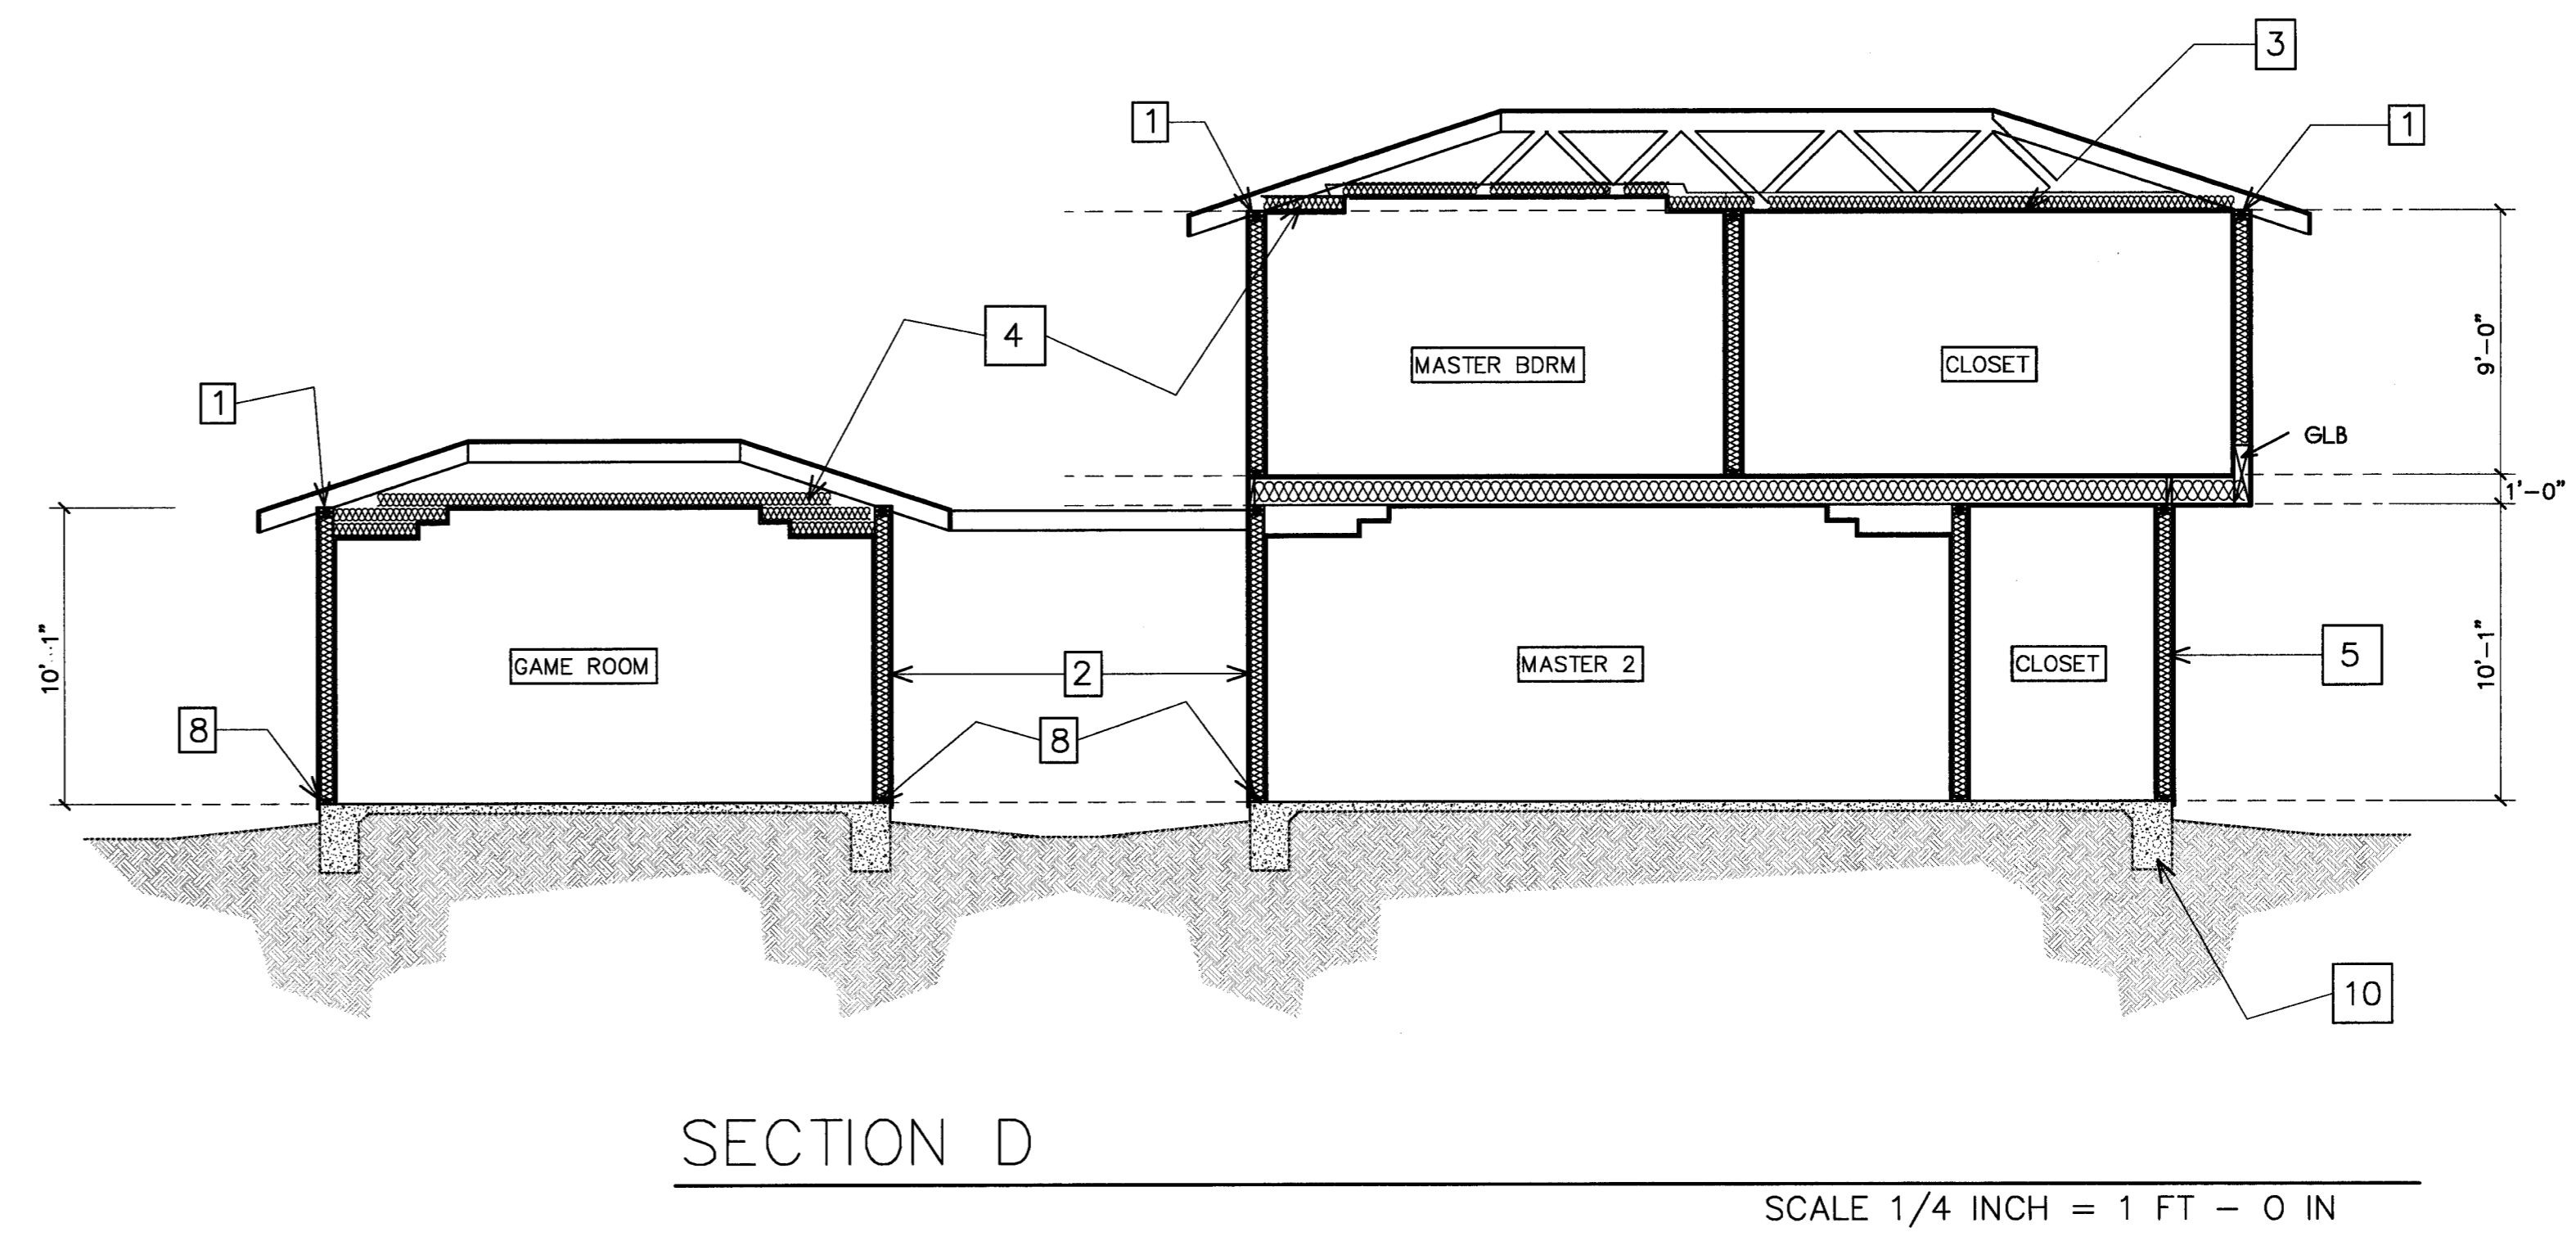 3
1
1
4
MASTER BDRM
CLOSET
9'-0"
1
GLB
1'-0"
10'-1"
GAME ROOM
2
MASTER 2
CLOSET
5
10'-1"
8
8
10
SECTION D
SCALE 1/4 INCH = 1 FT - 0 IN